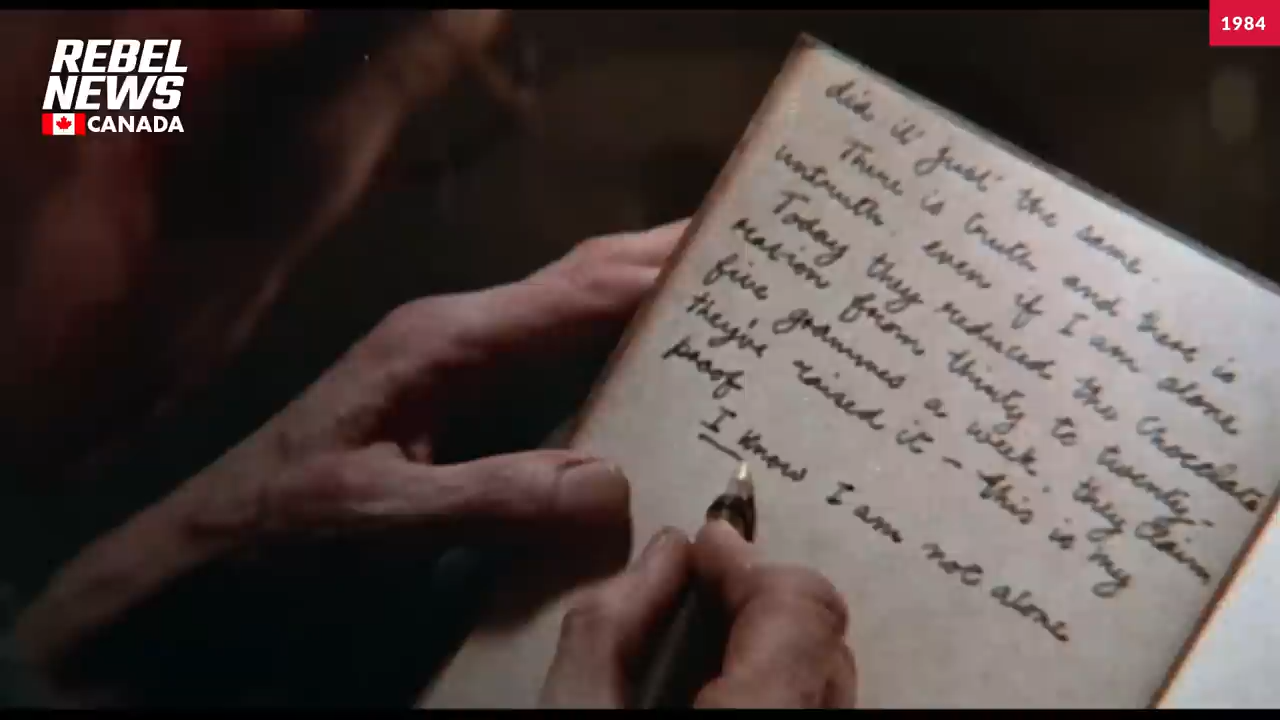 REBEL
NEWS
CANADA
1984
did it just the same.
There is truth and there is
untruth. even if I am alone
Today they reduced the chocolate
ration from thirty to twenty-
five grammes a week. they claim
they've raised it - this is my
proof
I know I am not alone